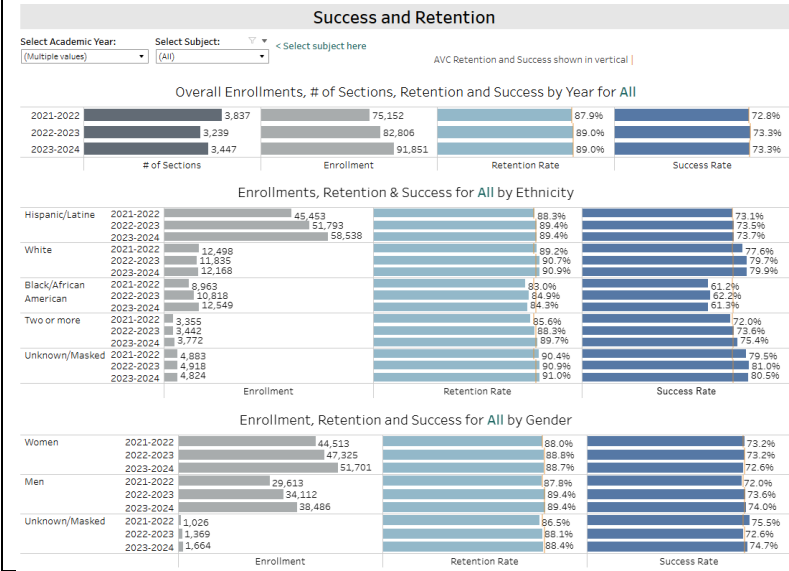 Success and Retention
Select Academic Year: Select Subject:
(Multiple values) (All) < Select subject here
AVC Retention and Success shown in vertical |
Overall Enrollments, # of Sections, Retention and Success by Year for All
2021-2022 3,837 75,152 87.9% 72.8%
2022-2023 3,239 82,806 89.0% 73.3%
2023-2024 3,447 91,851 89.0% 73.3%
# of Sections Enrollment Retention Rate Success Rate
Enrollments, Retention & Success for All by Ethnicity
Hispanic/Latine 2021-2022 45,453 88.3% 73.1%
2022-2023 51,793 89.4% 73.5%
2023-2024 58,538 89.4% 73.7%
White 2021-2022 12,498 89.2% 77.6%
2022-2023 11,835 90.7% 79.7%
2023-2024 12,168 90.9% 79.9%
Black/African 2021-2022 8,963 83.0% 61.2%
American 2022-2023 10,818 84.9% 62.2%
2023-2024 12,549 84.3% 61.3%
Two or more 2021-2022 3,355 85.6% 72.0%
2022-2023 3,442 88.3% 73.6%
2023-2024 3,772 89.7% 75.4%
Unknown/Masked 2021-2022 4,883 90.4% 79.5%
2022-2023 4,918 90.9% 81.0%
2023-2024 4,824 91.0% 80.5%
Enrollment Retention Rate Success Rate
Enrollment, Retention and Success for All by Gender
Women 2021-2022 44,513 88.0% 73.2%
2022-2023 47,325 88.8% 73.2%
2023-2024 51,701 88.7% 72.6%
Men 2021-2022 29,613 87.8% 72.0%
2022-2023 34,112 89.4% 73.6%
2023-2024 38,486 89.4% 74.0%
Unknown/Masked 2021-2022 1,026 86.5% 75.5%
2022-2023 1,369 88.1% 72.6%
2023-2024 1,664 88.4% 74.7%
Enrollment Retention Rate Success Rate